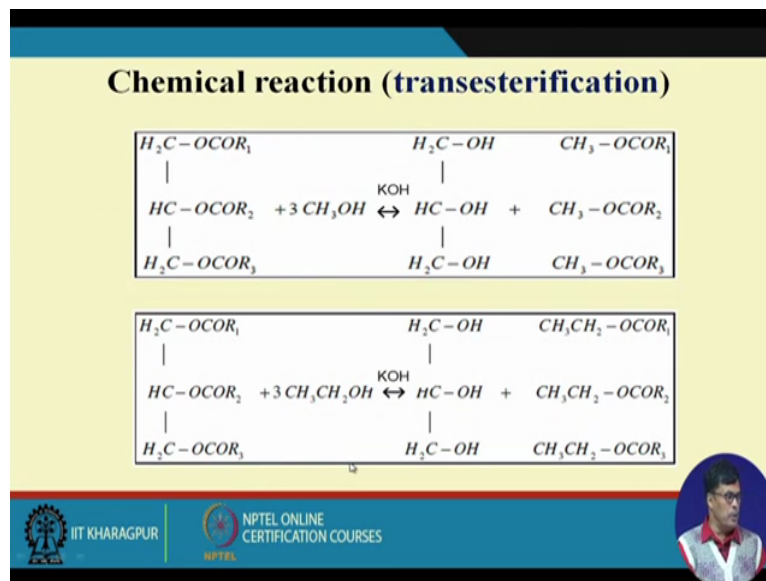 Chemical reaction (transesterification)
H₂C – OCOR₁ H₂C – OH CH₃ – OCOR₁
| |
KOH
HC – OCOR₂ + 3 CH₃OH ↔ HC – OH + CH₃ – OCOR₂
| |
H₂C – OCOR₃ H₂C – OH CH₃ – OCOR₃
H₂C – OCOR₁ H₂C – OH CH₃CH₂ – OCOR₁
| |
KOH
HC – OCOR₂ + 3 CH₃CH₂OH ↔ HC – OH + CH₃CH₂ – OCOR₂
| |
H₂C – OCOR₃ H₂C – OH CH₃CH₂ – OCOR₃
IIT KHARAGPUR
NPTEL
NPTEL ONLINE
CERTIFICATION COURSES